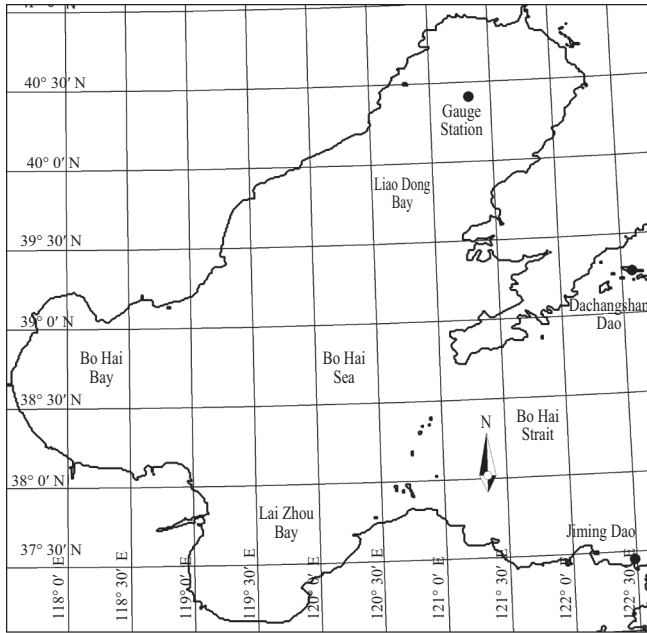 40° 30' N
Gauge
Station
40° 0' N
Liao Dong
Bay
39° 30' N
Dachangshan
Dao
39° 0' N
Bo Hai
Bay
Bo Hai
Sea
38° 30' N
N
Bo Hai
Strait
38° 0' N
Lai Zhou
Bay
Jiming Dao
37° 30' N
118° 0' E
118° 30' E
119° 0' E
119° 30' E
120° 0' E
120° 30' E
121° 0' E
121° 30' E
122° 0' E
122° 30' E